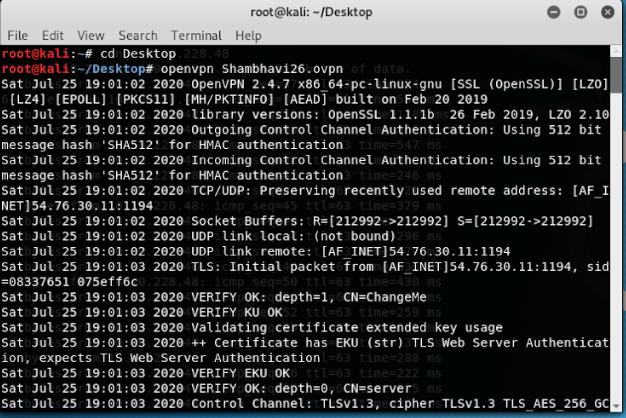 root@kali: ~/Desktop
File Edit View Search Terminal Help
root@kali:~# cd Desktop
root@kali:~/Desktop# openvpn Shambhavi26.ovpn
Sat Jul 25 19:01:02 2020 OpenVPN 2.4.7 x86_64-pc-linux-gnu [SSL (OpenSSL)] [LZO]
[LZ4] [EPOLL] [PKCS11] [MH/PKTINFO] [AEAD] built on Feb 20 2019
Sat Jul 25 19:01:02 2020 library versions: OpenSSL 1.1.1b  26 Feb 2019, LZO 2.10
Sat Jul 25 19:01:02 2020 Outgoing Control Channel Authentication: Using 512 bit
message hash 'SHA512' for HMAC authentication
Sat Jul 25 19:01:02 2020 Incoming Control Channel Authentication: Using 512 bit
message hash 'SHA512' for HMAC authentication
Sat Jul 25 19:01:02 2020 TCP/UDP: Preserving recently used remote address: [AF_I
NET]54.76.30.11:1194
Sat Jul 25 19:01:02 2020 Socket Buffers: R=[212992->212992] S=[212992->212992]
Sat Jul 25 19:01:02 2020 UDP link local: (not bound)
Sat Jul 25 19:01:02 2020 UDP link remote: [AF_INET]54.76.30.11:1194
Sat Jul 25 19:01:03 2020 TLS: Initial packet from [AF_INET]54.76.30.11:1194, sid
=08337651 075eff6c
Sat Jul 25 19:01:03 2020 VERIFY OK: depth=1, CN=ChangeMe
Sat Jul 25 19:01:03 2020 VERIFY KU OK
Sat Jul 25 19:01:03 2020 Validating certificate extended key usage
Sat Jul 25 19:01:03 2020 ++ Certificate has EKU (str) TLS Web Server Authenticat
ion, expects TLS Web Server Authentication
Sat Jul 25 19:01:03 2020 VERIFY EKU OK
Sat Jul 25 19:01:03 2020 VERIFY OK: depth=0, CN=server
Sat Jul 25 19:01:03 2020 Control Channel: TLSv1.3, cipher TLSv1.3 TLS_AES_256_GC